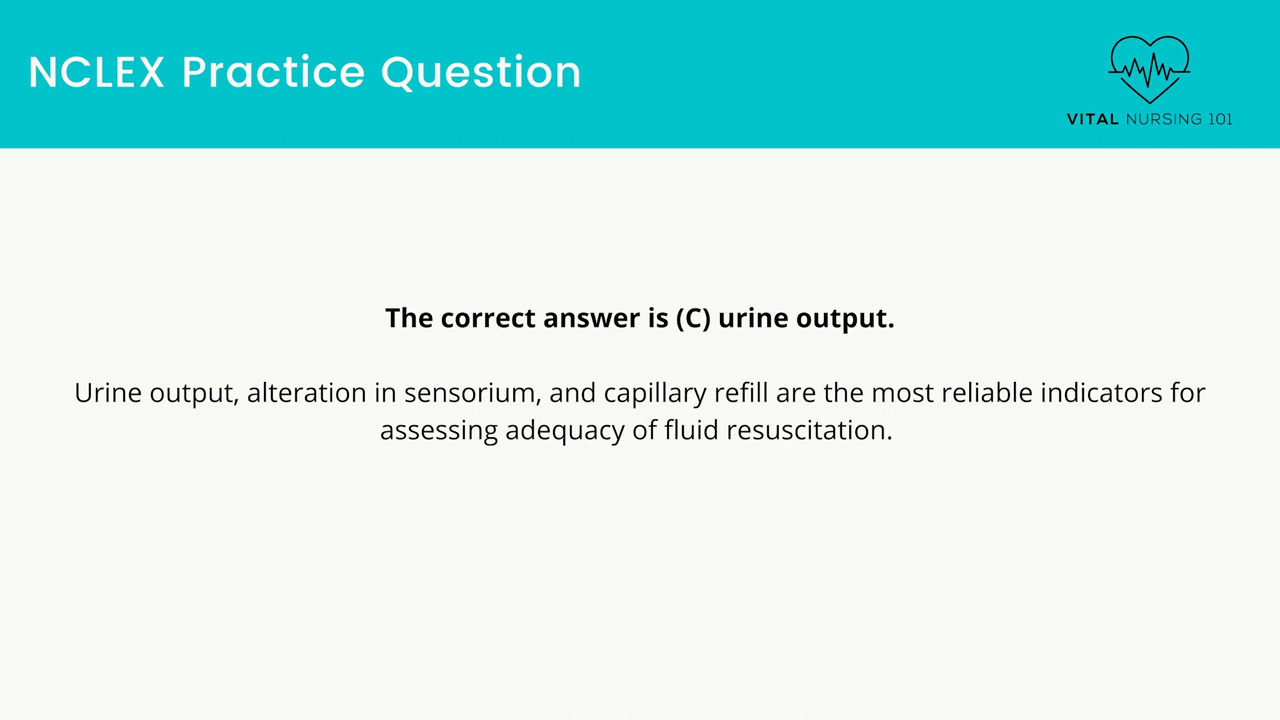 NCLEX Practice Question
VITAL NURSING 101
The correct answer is (C) urine output.
Urine output, alteration in sensorium, and capillary refill are the most reliable indicators for
assessing adequacy of fluid resuscitation.